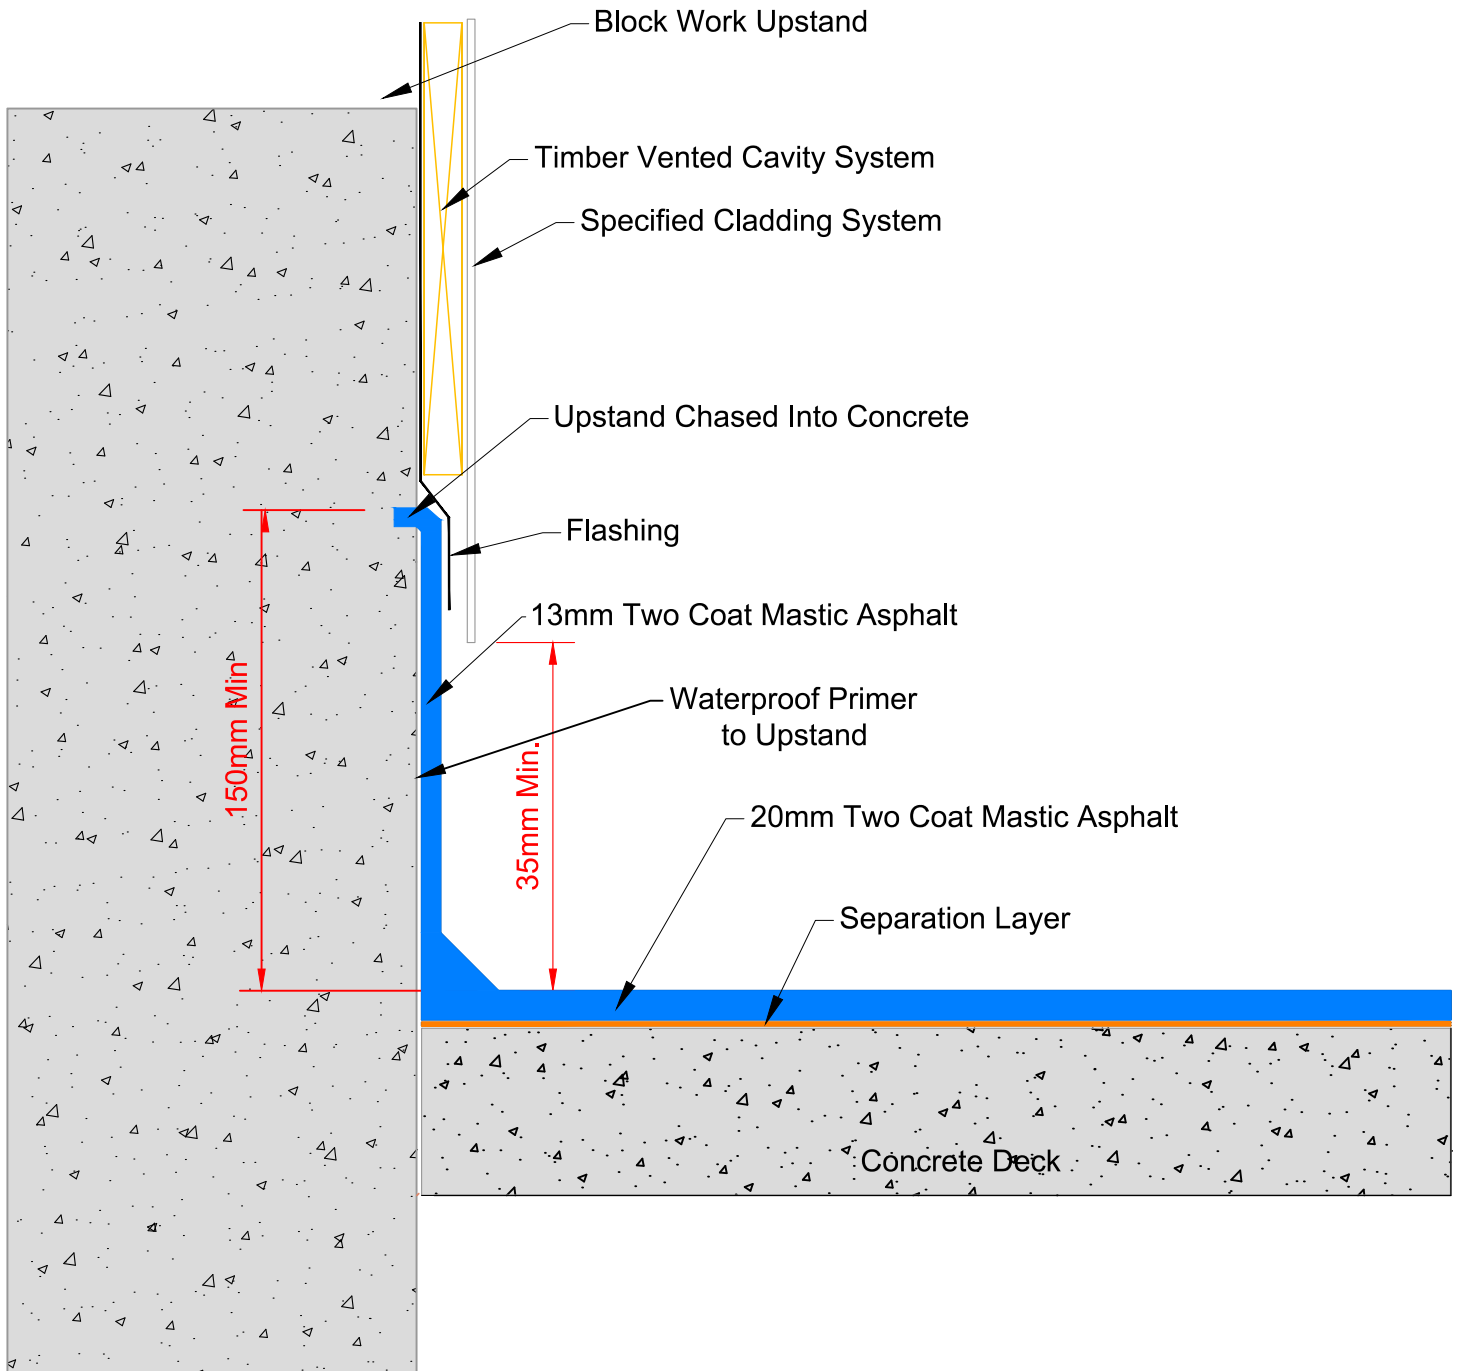 Block Work Upstand
Timber Vented Cavity System
Specified Cladding System
Upstand Chased Into Concrete
Flashing
13mm Two Coat Mastic Asphalt
150mm Min
Waterproof Primer
to Upstand
35mm Min.
20mm Two Coat Mastic Asphalt
Separation Layer
Concrete Deck